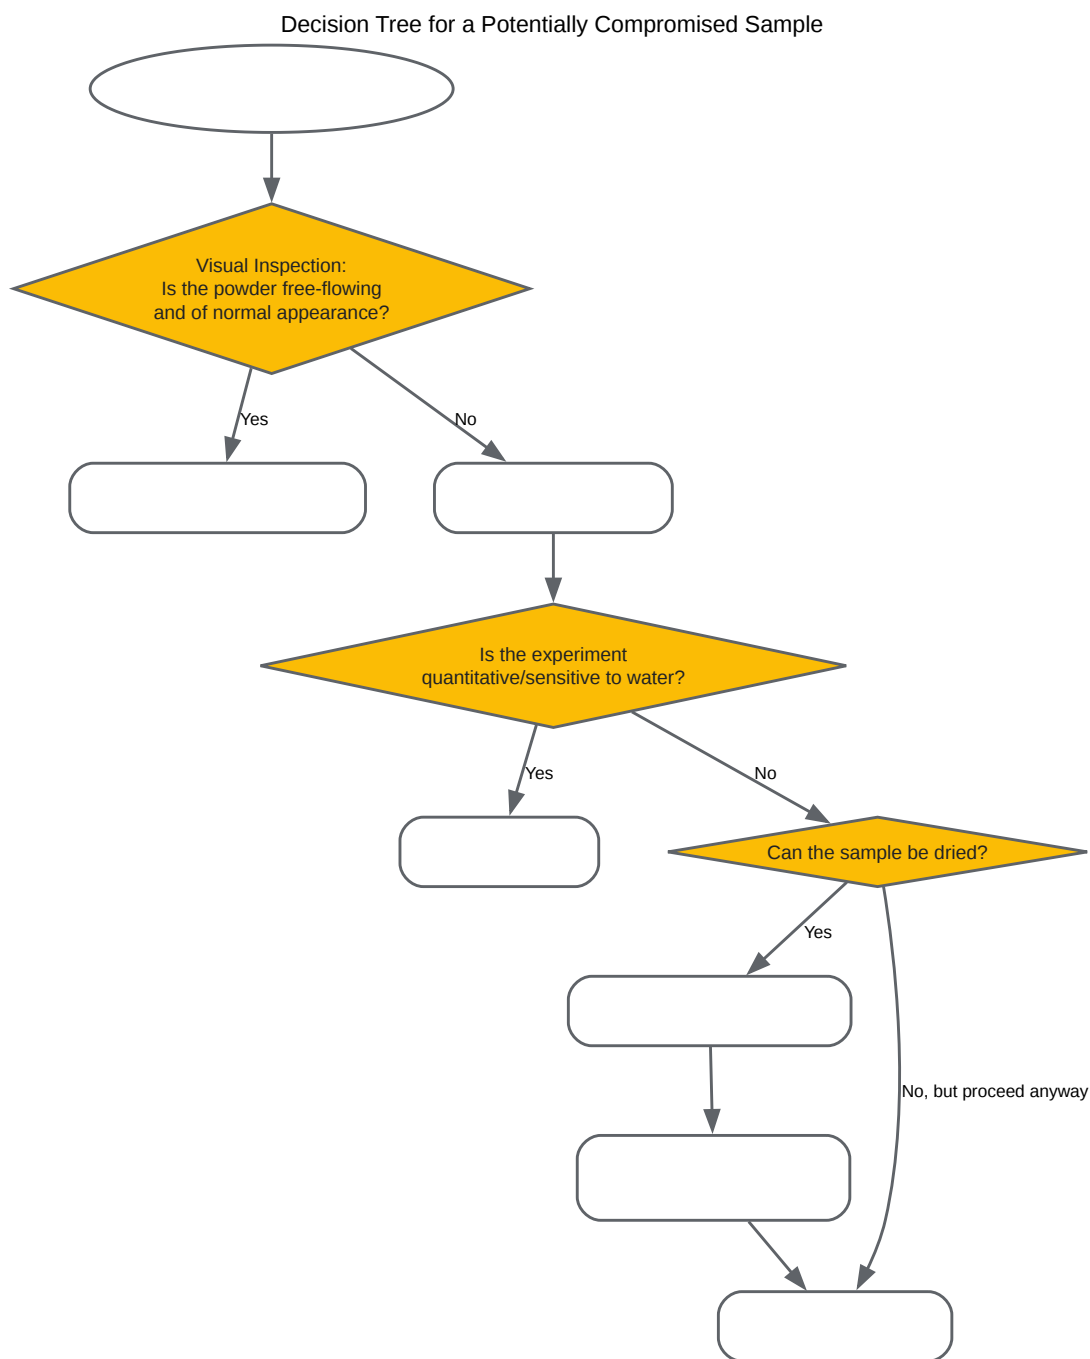 Decision Tree for a Potentially Compromised Sample
Visual Inspection:
Is the powder free-flowing
and of normal appearance?
Yes
No
Is the experiment
quantitative/sensitive to water?
Yes
No
Can the sample be dried?
Yes
No, but proceed anyway